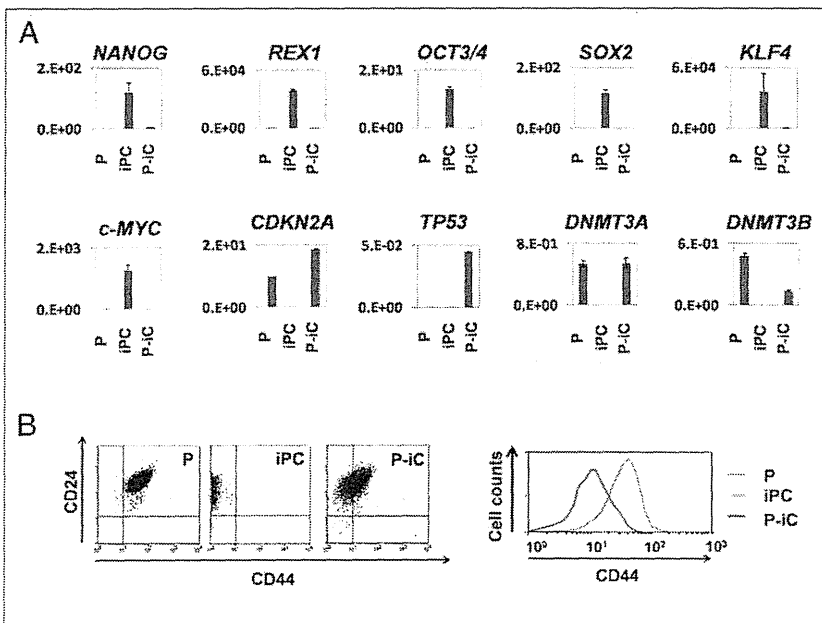 A
NANOG REX1 OCT3/4 SOX2 KLF4
2.E+02 6.E+04 2.E+01 2.E+02 6.E+04
0.E+00 0.E+00 0.E+00 0.E+00 0.E+00
P iPC P-iC P iPC P-iC P iPC P-iC P iPC P-iC P iPC P-iC
c-MYC CDKN2A TP53 DNMT3A DNMT3B
2.E+03 2.E+01 5.E-02 8.E-01 6.E-01
0.E+00 0.E+00 0.E+00 0,E+00 0.E+00
P iPC P-iC P iPC P-iC P iPC P-iC P iPC P-iC P iPC P-iC
B
CD24
P iPC P-iC
CD44
Cell counts
10⁰ 10¹ 10² 10³
CD44
P
iPC
P-iC